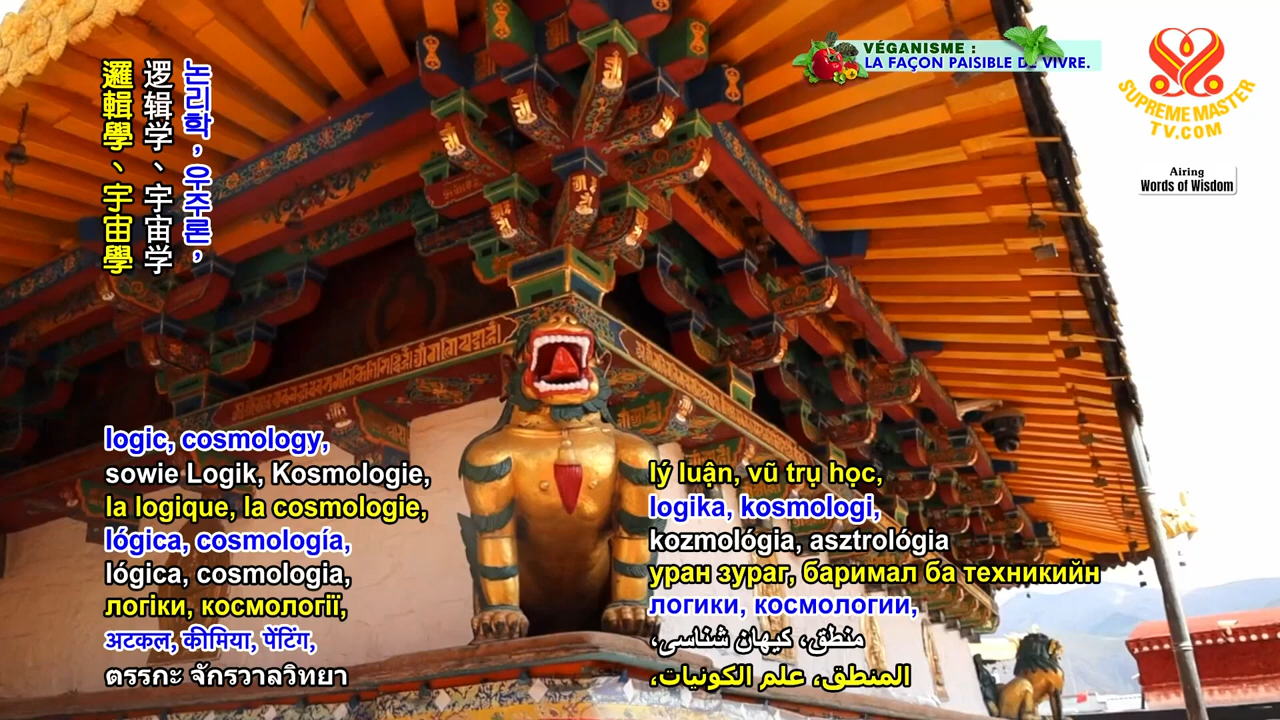 論理학, 우주론,
逻辑学、宇宙学
邏輯學、宇宙學
VÉGANISME :
LA FAÇON PAISIBLE DE VIVRE.
SUPREME MASTER
TV.COM
Airing
Words of Wisdom
logic, cosmology,
sowie Logik, Kosmologie,
la logique, la cosmologie,
lógica, cosmología,
lógica, cosmologia,
логіки, космології,
अटकल, कीमिया, पेंटिंग,
ตรรกะ จักรวาลวิทยา
lý luận, vũ trụ học,
logika, kosmologi,
kozmológia, asztrológia
уран зураг, баримал ба техникийн
логики, космологии,
منطق، کیهان شناسی،
المنطق، علم الكونيات،